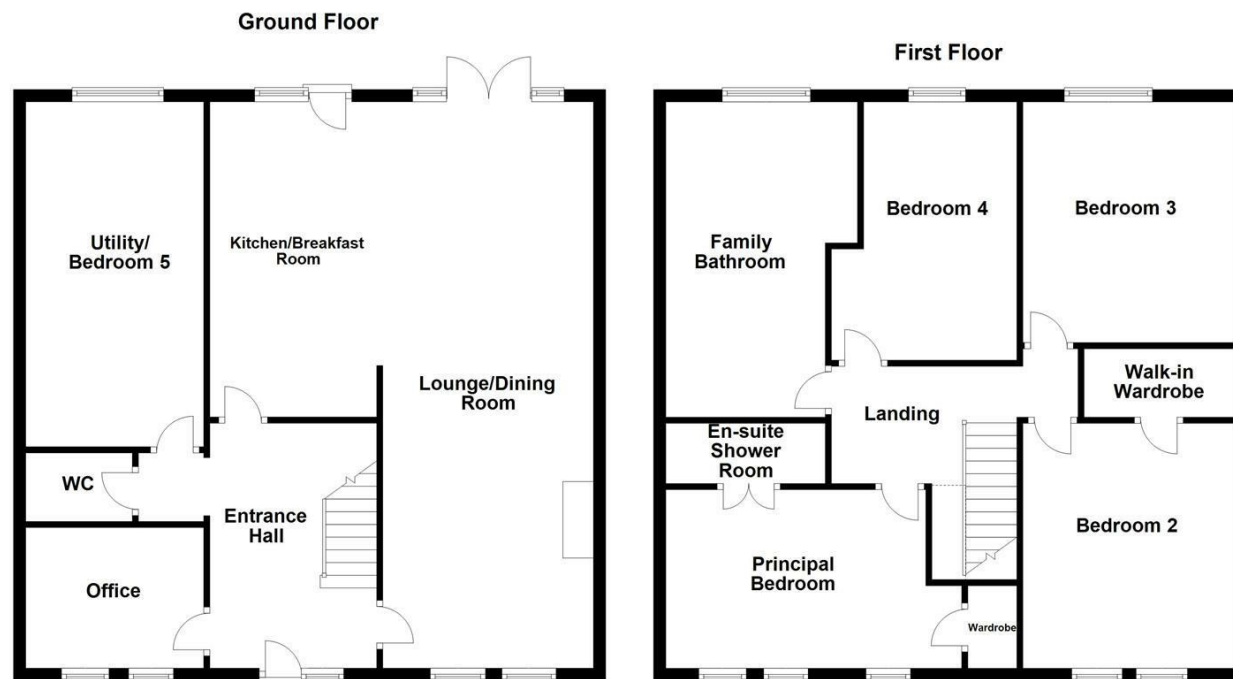 Ground Floor
Utility/
Bedroom 5
Kitchen/Breakfast
Room
Lounge/Dining
Room
WC
Entrance
Hall
Office
First Floor
Family
Bathroom
Bedroom 4
Bedroom 3
Walk-in
Wardrobe
Landing
En-suite
Shower
Room
Principal
Bedroom
Bedroom 2
Wardrobe